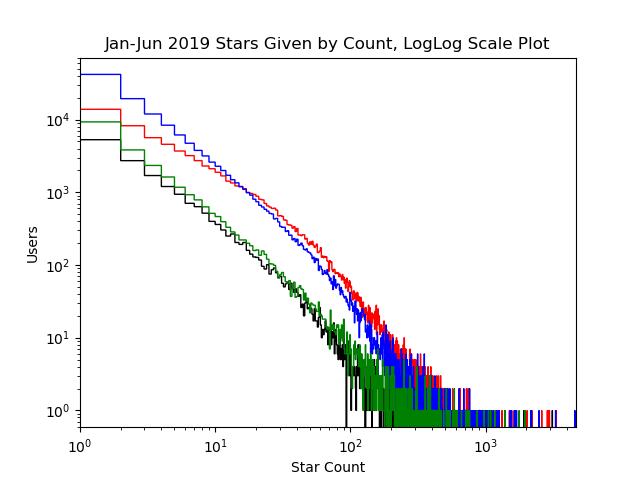 Jan-Jun 2019 Stars Given by Count, LogLog Scale Plot
Users
10⁴
10³
10²
10¹
10⁰
10⁰ 10¹ 10² 10³
Star Count